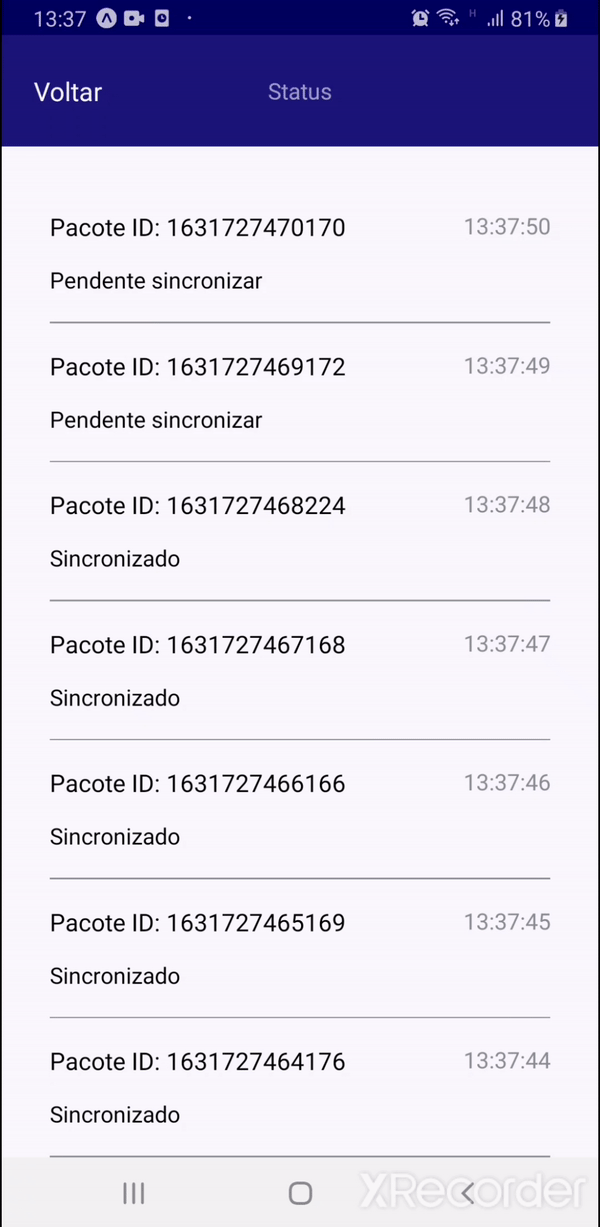 13:37
H
81%
Voltar
Status
Pacote ID: 1631727470170 13:37:50
Pendente sincronizar
Pacote ID: 1631727469172 13:37:49
Pendente sincronizar
Pacote ID: 1631727468224 13:37:48
Sincronizado
Pacote ID: 1631727467168 13:37:47
Sincronizado
Pacote ID: 1631727466166 13:37:46
Sincronizado
Pacote ID: 1631727465169 13:37:45
Sincronizado
Pacote ID: 1631727464176 13:37:44
Sincronizado
XRecorder